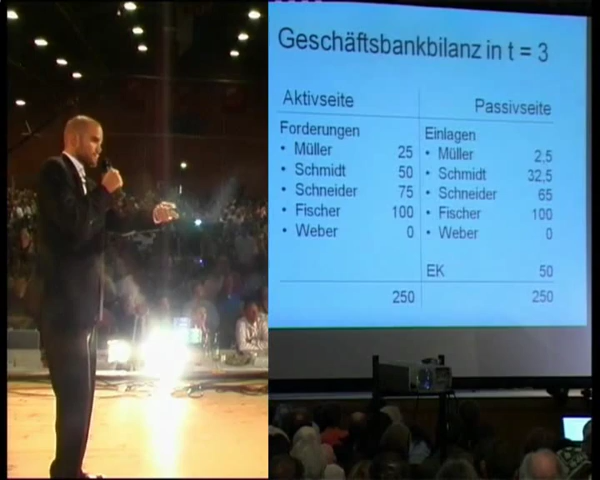 Geschäftsbankbilanz in t = 3
Aktivseite Passivseite
Forderungen Einlagen
• Müller 25 • Müller 2,5
• Schmidt 50 • Schmidt 32,5
• Schneider 75 • Schneider 65
• Fischer 100 • Fischer 100
• Weber 0 • Weber 0
EK 50
250 250